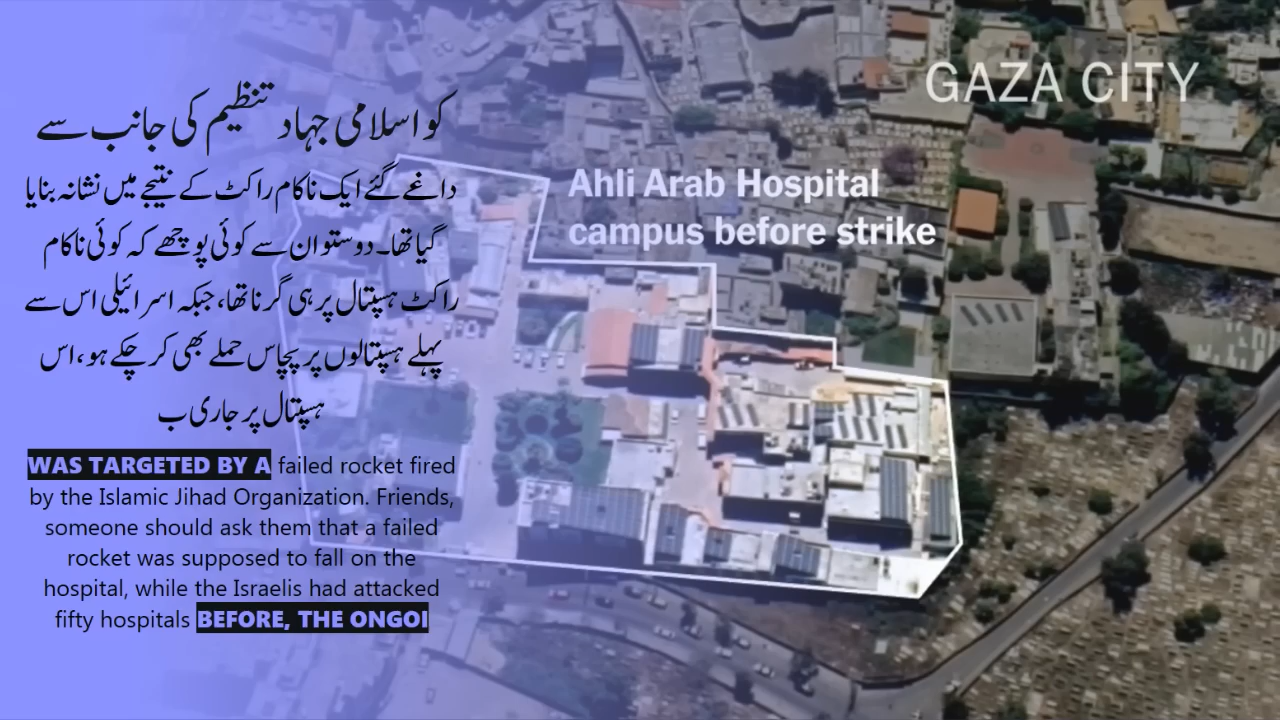 کو اسلامی جہاد تنظیم کی جانب سے
داغے گئے ایک ناکام راکٹ کے نتیجے میں نشانہ بنایا
گیا تھا۔ دوستو ان سے کوئی پوچھے کہ کوئی ناکام
راکٹ ہسپتال پر ہی گرنا تھا، جبکہ اسرائیلی اس سے
پہلے ہسپتالوں پر پچاس حملے بھی کر چکے ہو ،اس
ہسپتال پر جاری ب
WAS TARGETED BY A failed rocket fired
by the Islamic Jihad Organization. Friends,
someone should ask them that a failed
rocket was supposed to fall on the
hospital, while the Israelis had attacked
fifty hospitals BEFORE, THE ONGOI
GAZA CITY
Ahli Arab Hospital
campus before strike